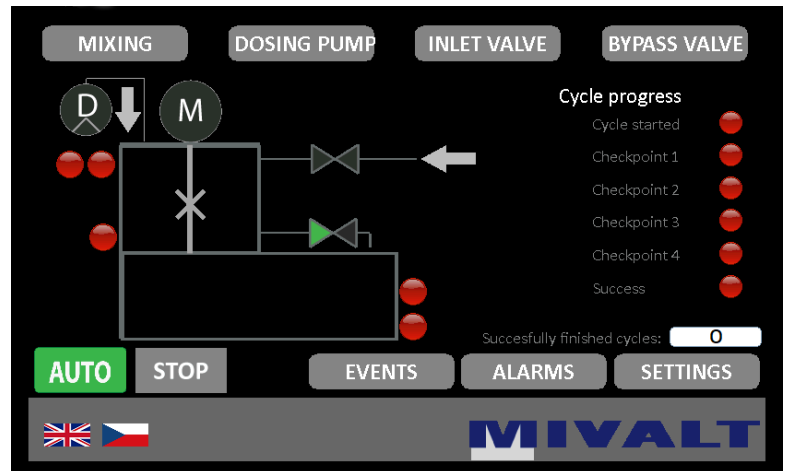 MIXING DOSING PUMP INLET VALVE BYPASS VALVE
D M
Cycle progress
Cycle started
Checkpoint 1
Checkpoint 2
Checkpoint 3
Checkpoint 4
Success
Succesfully finished cycles: 0
AUTO STOP EVENTS ALARMS SETTINGS
MIVALT